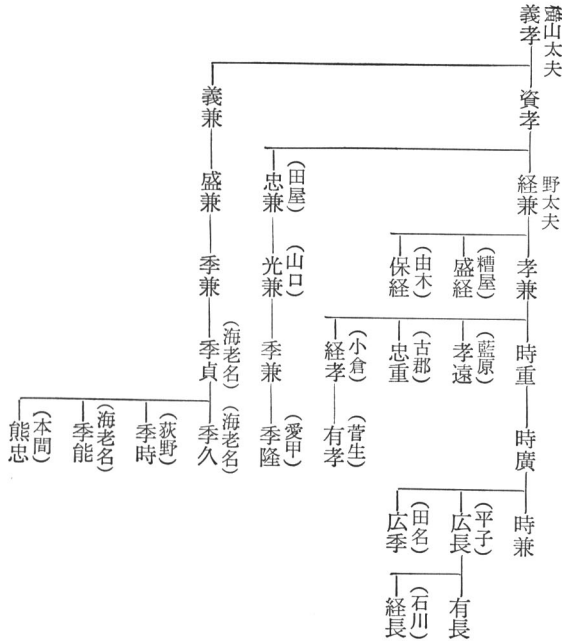 山太夫
義孝
資孝
義兼
野太夫
経兼
(田屋)
忠兼
盛兼
孝兼
(糟屋)
盛経
(由木)
保経
(山口)
光兼
季兼
時重
(藍原)
孝遠
(古郡)
忠重
(小倉)
経孝
季兼
(海老名)
季貞
時廣
(菅生)
有孝
(愛甲)
季隆
(海老名)
季久
(荻野)
季時
(海老名)
季能
(本間)
熊忠
時兼
(平子)
広長
(田名)
広季
有長
(石川)
経長